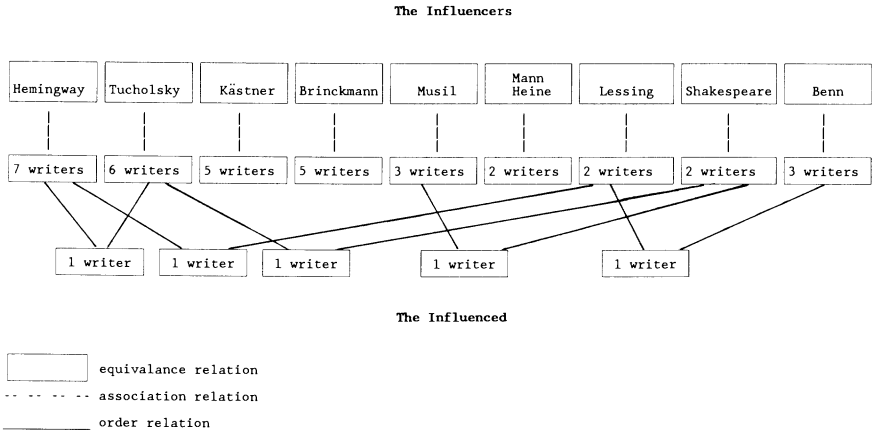 The Influencers
Hemingway Tucholsky Kästner Brinckmann Musil Mann Heine Lessing Shakespeare Benn
7 writers 6 writers 5 writers 5 writers 3 writers 2 writers 2 writers 2 writers 3 writers
1 writer 1 writer 1 writer 1 writer 1 writer
The Influenced
equivalance relation
association relation
order relation